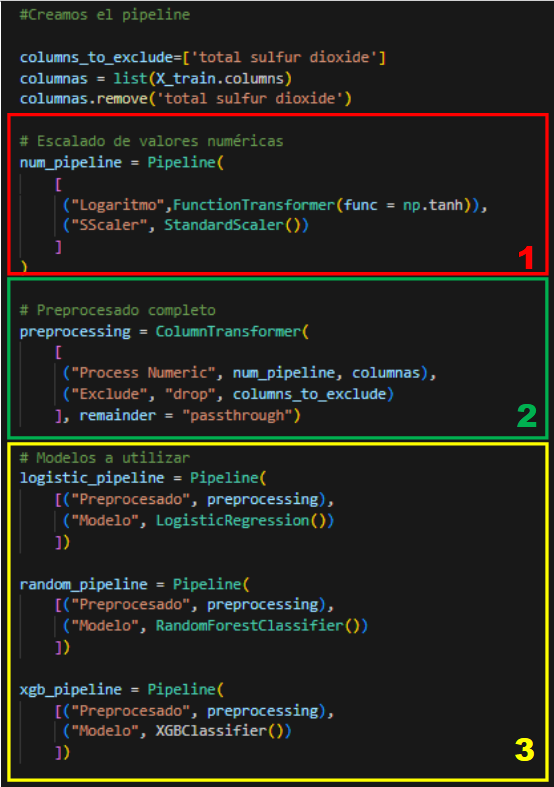 #Creamos el pipeline
columns_to_exclude=['total sulfur dioxide']
columnas = list(X_train.columns)
columnas.remove('total sulfur dioxide')
# Escalado de valores numéricas
num_pipeline = Pipeline(
[
("Logaritmo",FunctionTransformer(func = np.tanh)),
("SScaler", StandardScaler())
]
)
1
# Preprocesado completo
preprocessing = ColumnTransformer(
[
("Process Numeric", num_pipeline, columnas),
("Exclude", "drop", columns_to_exclude)
], remainder = "passthrough")
2
# Modelos a utilizar
logistic_pipeline = Pipeline(
[("Preprocesado", preprocessing),
("Modelo", LogisticRegression())
])
random_pipeline = Pipeline(
[("Preprocesado", preprocessing),
("Modelo", RandomForestClassifier())
])
xgb_pipeline = Pipeline(
[("Preprocesado", preprocessing),
("Modelo", XGBClassifier())
])
3